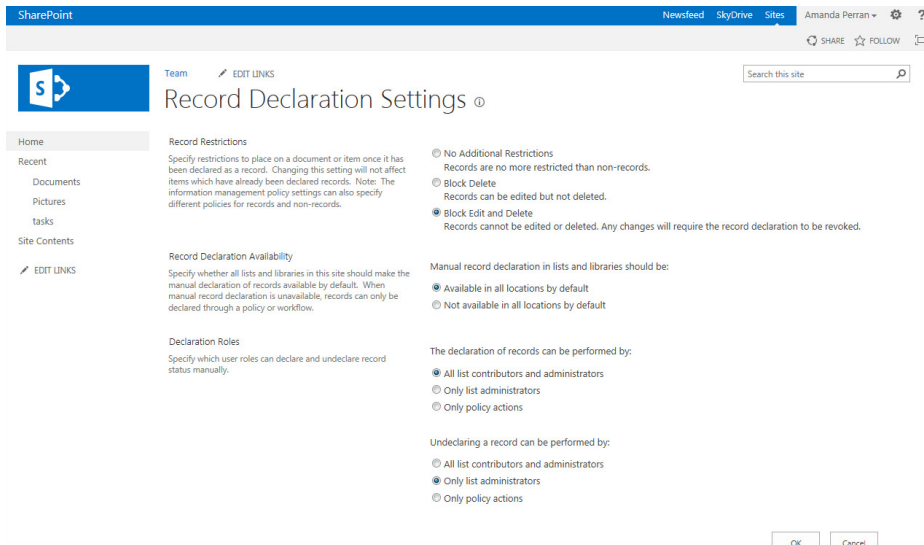 SharePoint
Newsfeed SkyDrive Sites Amanda Perran ?
SHARE FOLLOW
Team EDIT LINKS
Search this site
S
Record Declaration Settings
Home
Recent
Documents
Pictures
tasks
Site Contents
EDIT LINKS
Record Restrictions
Specify restrictions to place on a document or item once it has
been declared as a record. Changing this setting will not affect
items which have already been declared records. Note: The
information management policy settings can also specify
different policies for records and non-records.
No Additional Restrictions
Records are no more restricted than non-records.
Block Delete
Records can be edited but not deleted.
Block Edit and Delete
Records cannot be edited or deleted. Any changes will require the record declaration to be revoked.
Record Declaration Availability
Specify whether all lists and libraries in this site should make the
manual declaration of records available by default. When
manual record declaration is unavailable, records can only be
declared through a policy or workflow.
Manual record declaration in lists and libraries should be:
Available in all locations by default
Not available in all locations by default
Declaration Roles
Specify which user roles can declare and undeclare record
status manually.
The declaration of records can be performed by:
All list contributors and administrators
Only list administrators
Only policy actions
Undeclaring a record can be performed by:
All list contributors and administrators
Only list administrators
Only policy actions
OK Cancel